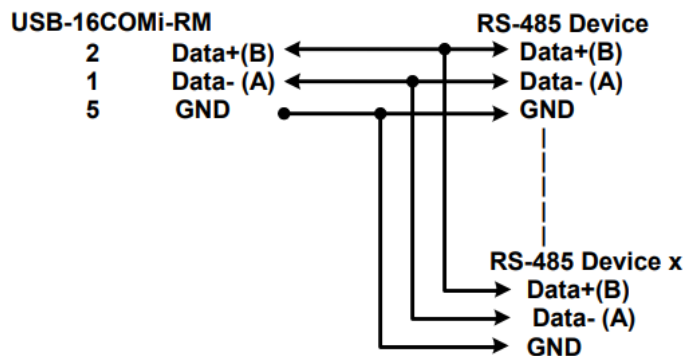 USB-16COMi-RM RS-485 Device
2 Data+(B) Data+(B)
1 Data- (A) Data- (A)
5 GND GND
RS-485 Device x
Data+(B)
Data- (A)
GND